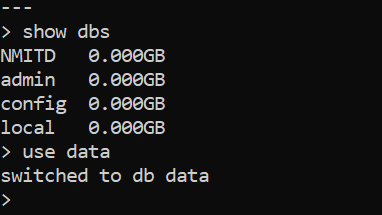 ---
> show dbs
NMITD   0.000GB
admin   0.000GB
config  0.000GB
local   0.000GB
> use data
switched to db data
>